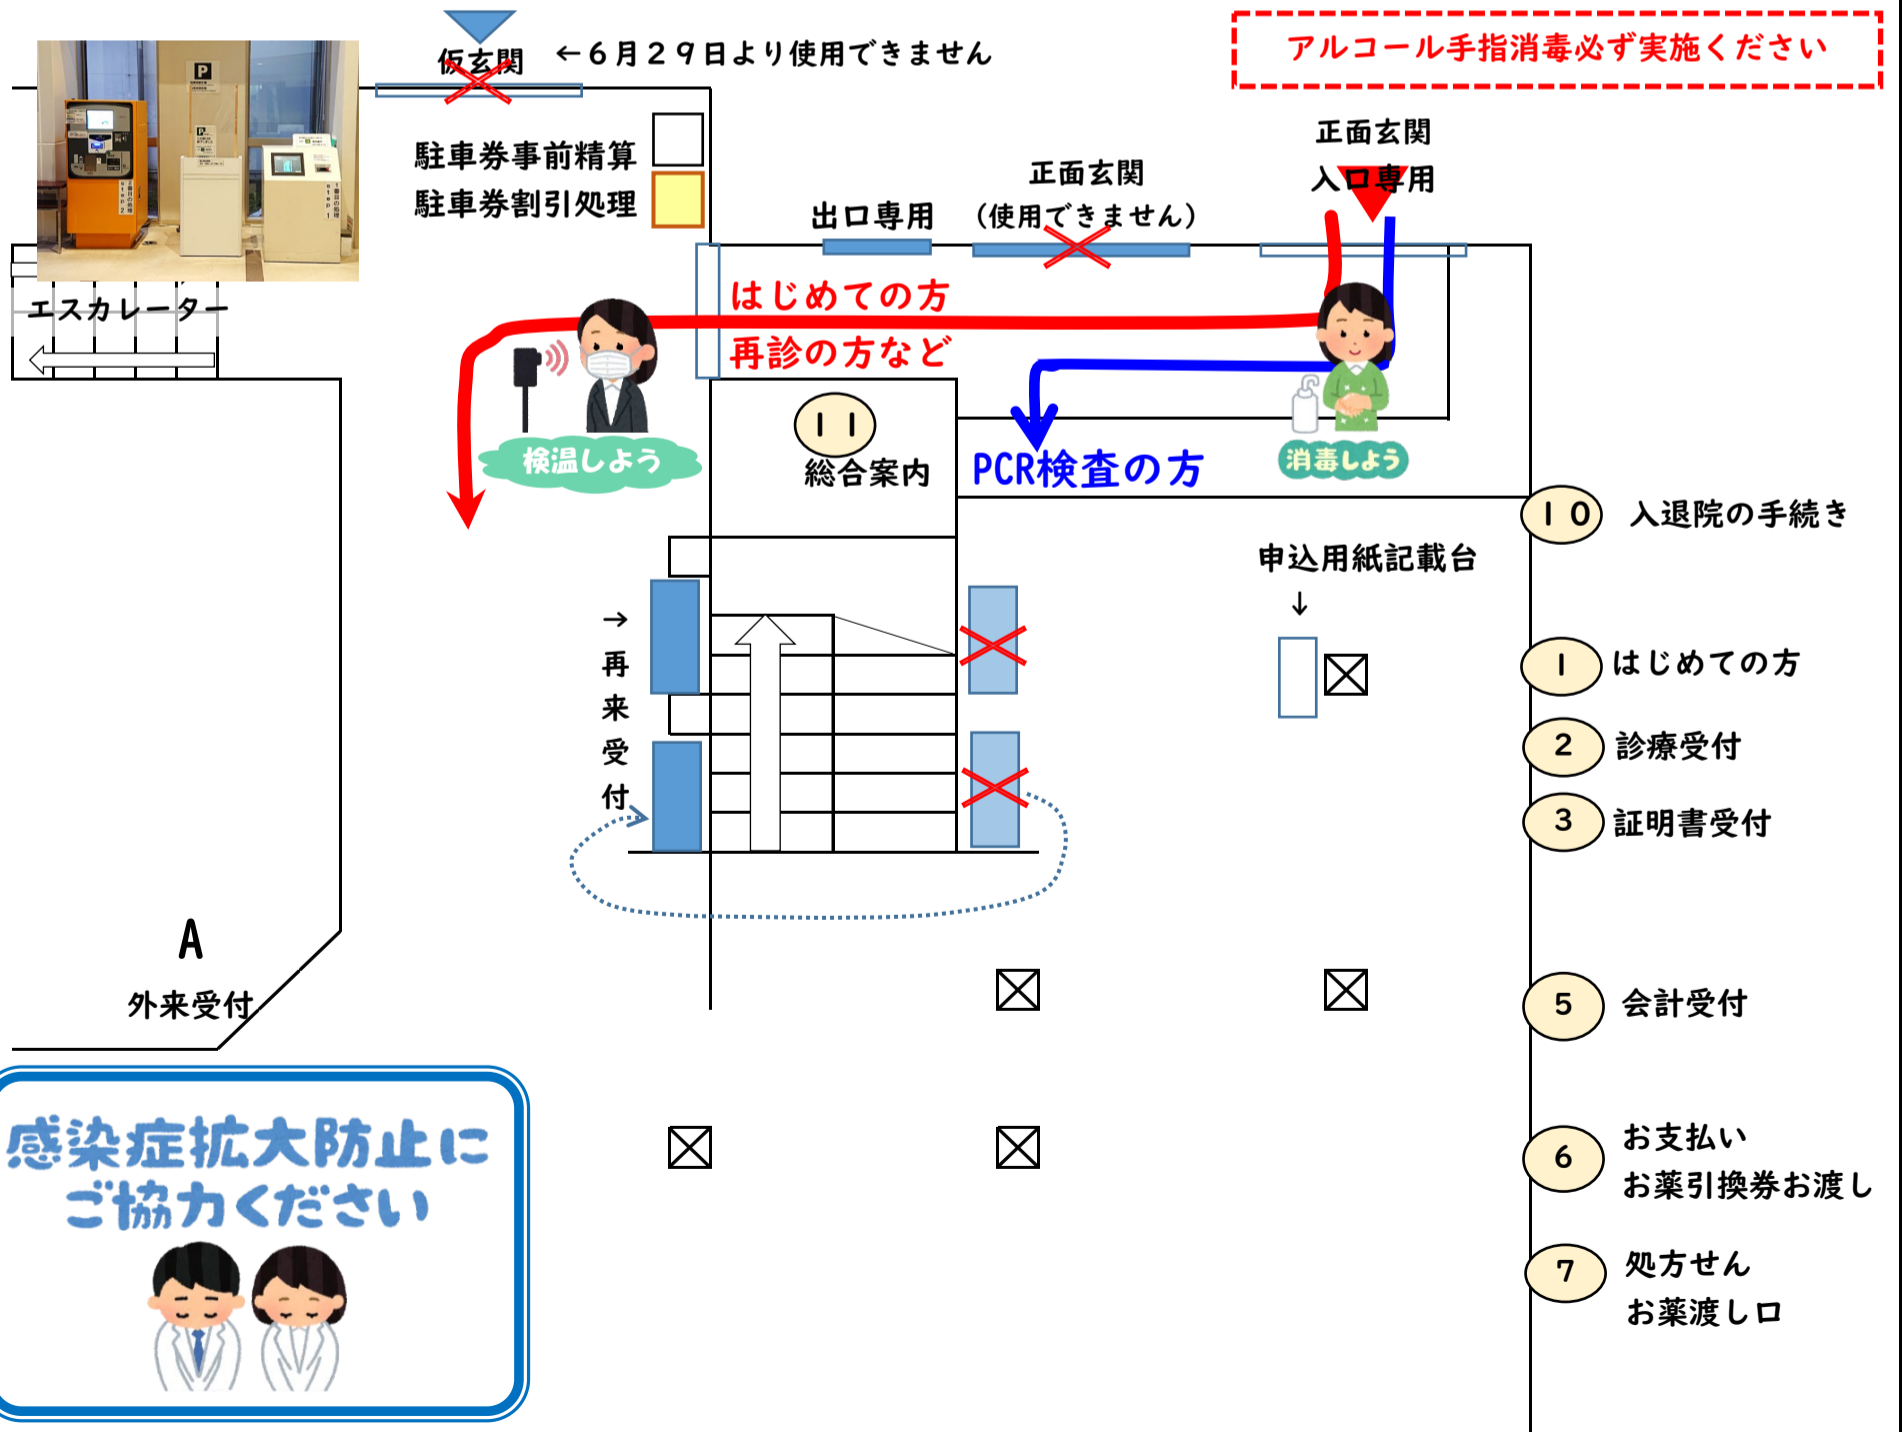 仮玄関
←６月２９日より使用できません
アルコール手指消毒必ず実施ください
駐車券事前精算
駐車券割引処理
出口専用
正面玄関
（使用できません）
正面玄関
入口専用
エスカレーター
はじめての方
再診の方など
検温しよう
１１
総合案内
PCR検査の方
消毒しよう
１０ 入退院の手続き
申込用紙記載台
↓
→再来受付
１ はじめての方
２ 診療受付
３ 証明書受付
A
外来受付
５ 会計受付
６ お支払い
お薬引換券お渡し
７ 処方せん
お薬渡し口
感染症拡大防止に
ご協力ください